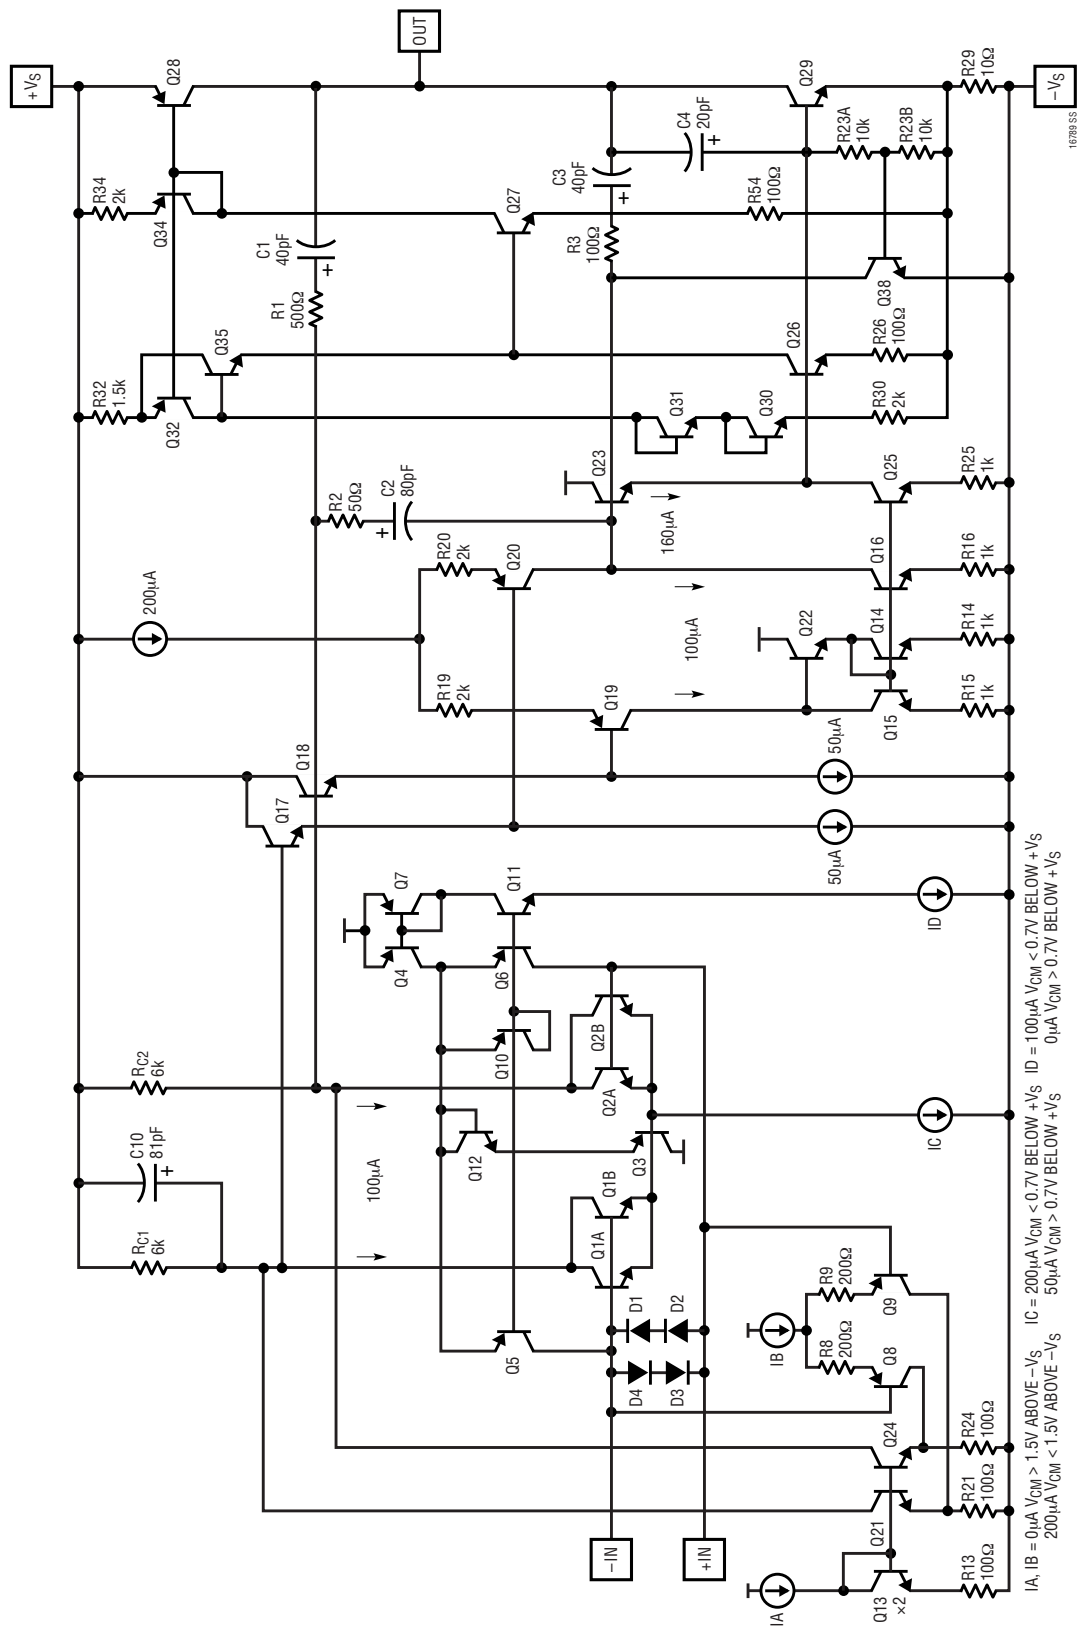 +VS
R34
2k
Q34
Q28
R32
1.5k
Q32
Q35
R1
500Ω
C1
40pF
OUT
200µA
R2
50Ω
C2
80pF
Q27
C3
40pF
R3
100Ω
C4
20pF
Q29
R54
100Ω
R23A
10k
R23B
10k
R29
10Ω
Q38
Q26
R26
100Ω
Q31
Q30
R30
2k
Q23
160µA
Q25
R25
1k
R20
2k
Q20
Q16
R16
1k
100µA
Q22
Q14
R14
1k
R19
2k
Q19
Q15
R15
1k
Q18
Q17
50µA
50µA
Q7
Q4
Q11
Q6
Q10
ID
RC2
6k
C10
81pF
RC1
6k
100µA
Q12
Q3
Q2B
Q2A
IC
Q1B
Q1A
Q5
D1
D2
D4
D3
IB
R9
200Ω
R8
200Ω
Q9
Q8
Q24
R24
100Ω
Q21
R21
100Ω
–IN
+IN
IA
Q13
×2
R13
100Ω
–VS
16789 SS
IA, IB = 0µA VCM > 1.5V ABOVE –VS
200µA VCM < 1.5V ABOVE –VS
IC = 200µA VCM < 0.7V BELOW +VS
50µA VCM > 0.7V BELOW +VS
ID = 100µA VCM < 0.7V BELOW +VS
0µA VCM > 0.7V BELOW +VS